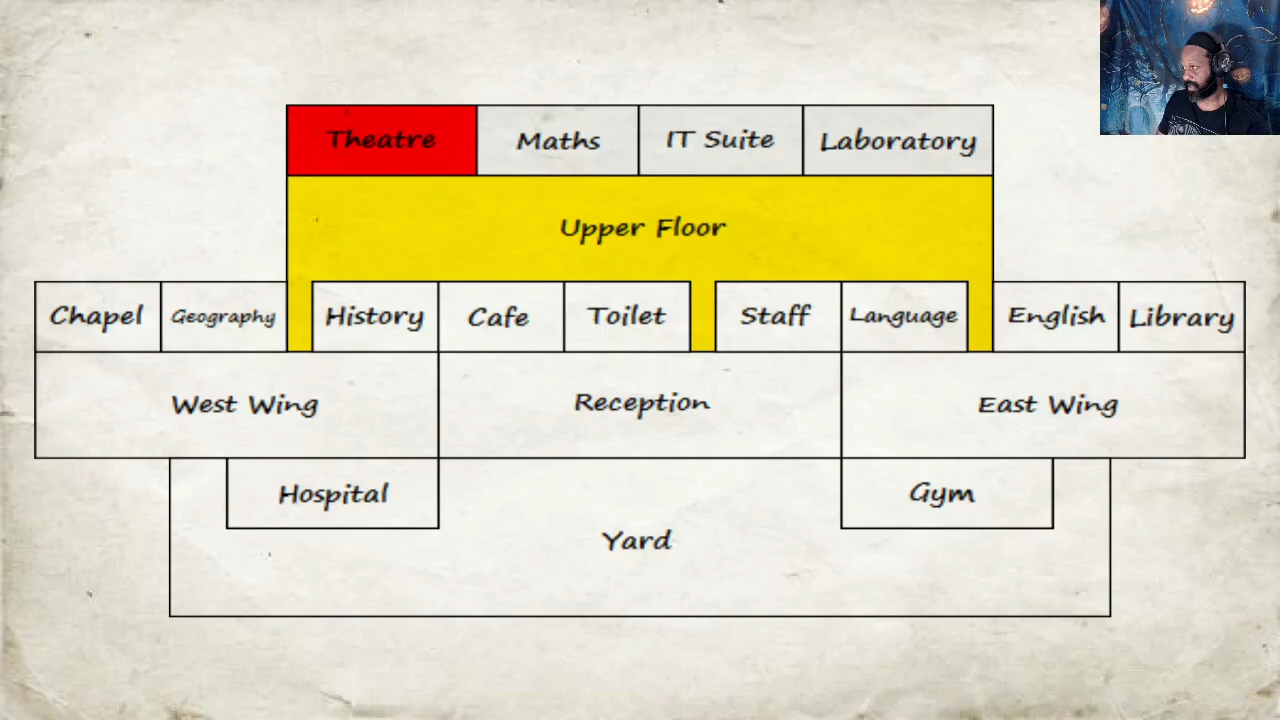 Theatre
Maths
IT Suite
Laboratory
Upper Floor
Chapel
Geography
History
Cafe
Toilet
Staff
Language
English
Library
West Wing
Reception
East Wing
Hospital
Gym
Yard